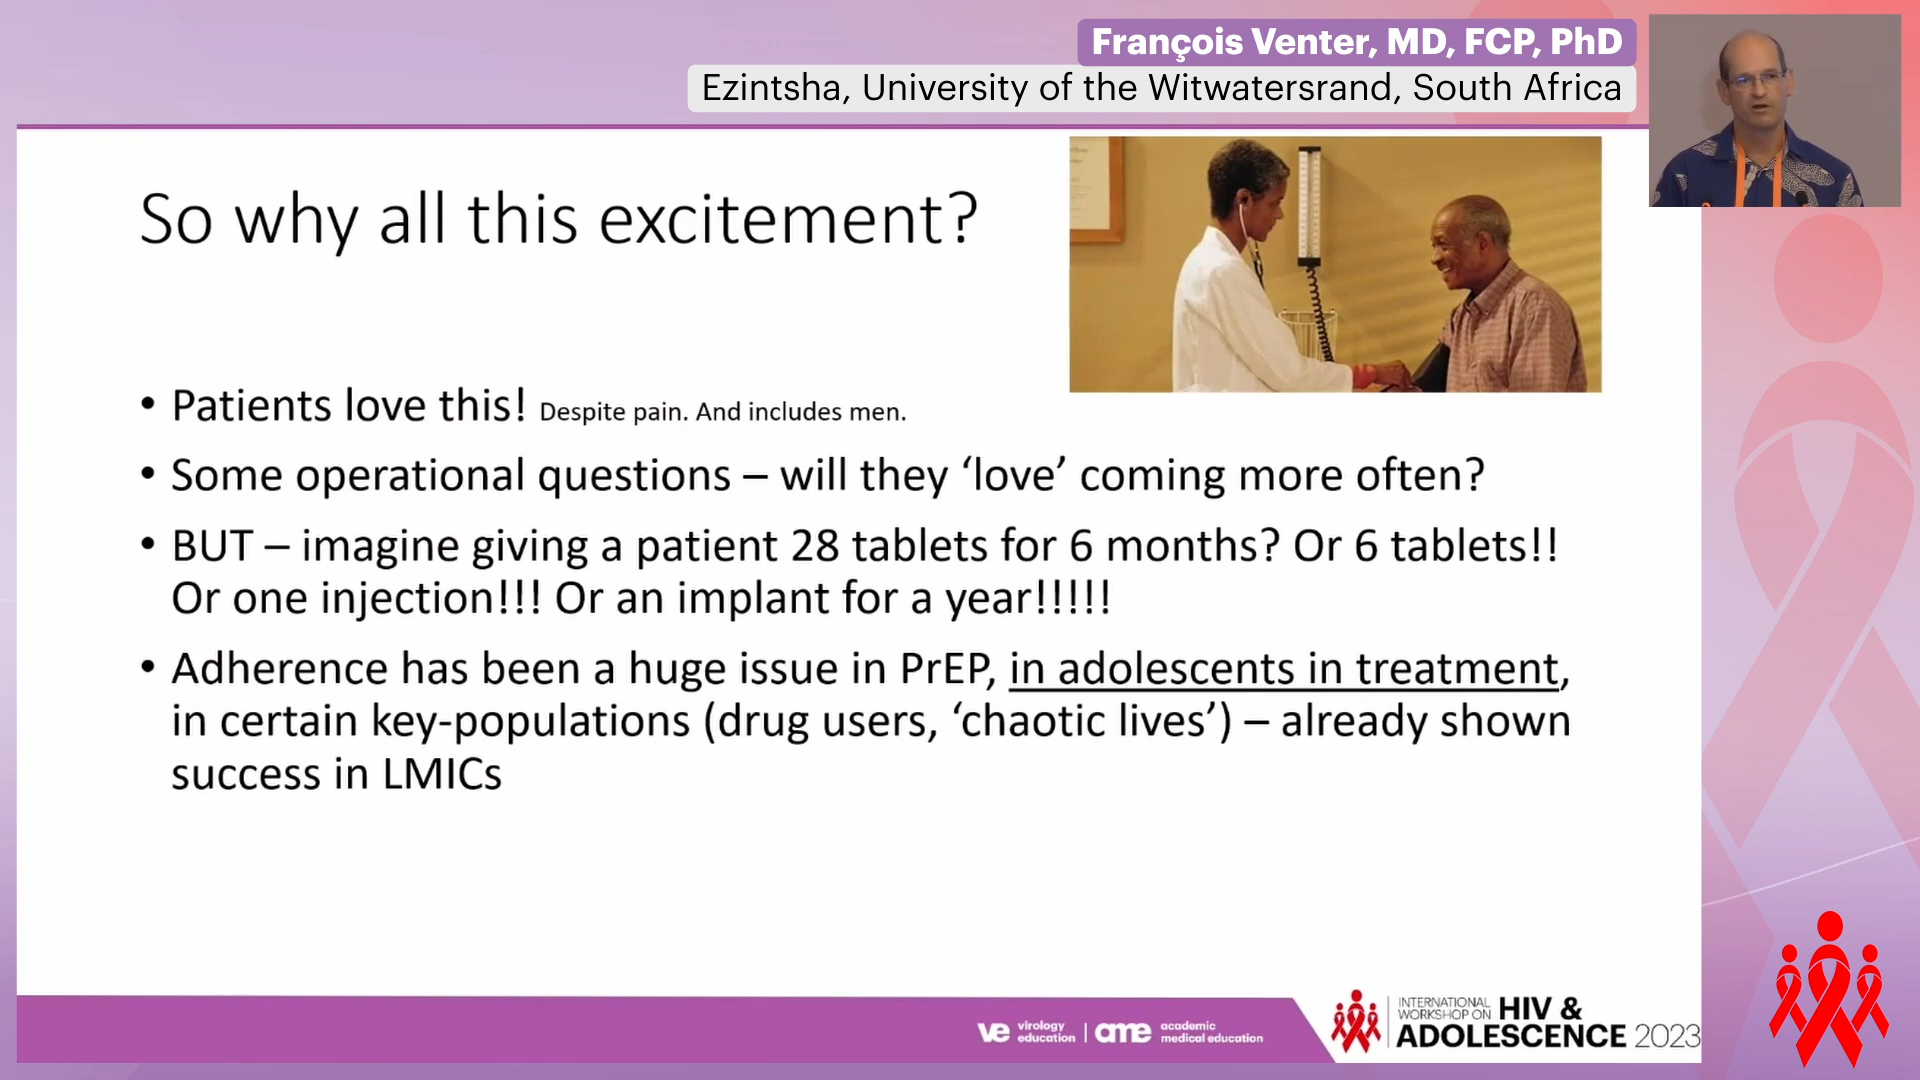 François Venter, MD, FCP, PhD
Ezintsha, University of the Witwatersrand, South Africa
So why all this excitement?
• Patients love this! Despite pain. And includes men.
• Some operational questions – will they ‘love’ coming more often?
• BUT – imagine giving a patient 28 tablets for 6 months? Or 6 tablets!!
Or one injection!!! Or an implant for a year!!!!!
• Adherence has been a huge issue in PrEP, in adolescents in treatment,
in certain key-populations (drug users, ‘chaotic lives’) – already shown
success in LMICs
ve virology education | ame academic medical education
INTERNATIONAL WORKSHOP ON HIV &
ADOLESCENCE 2023